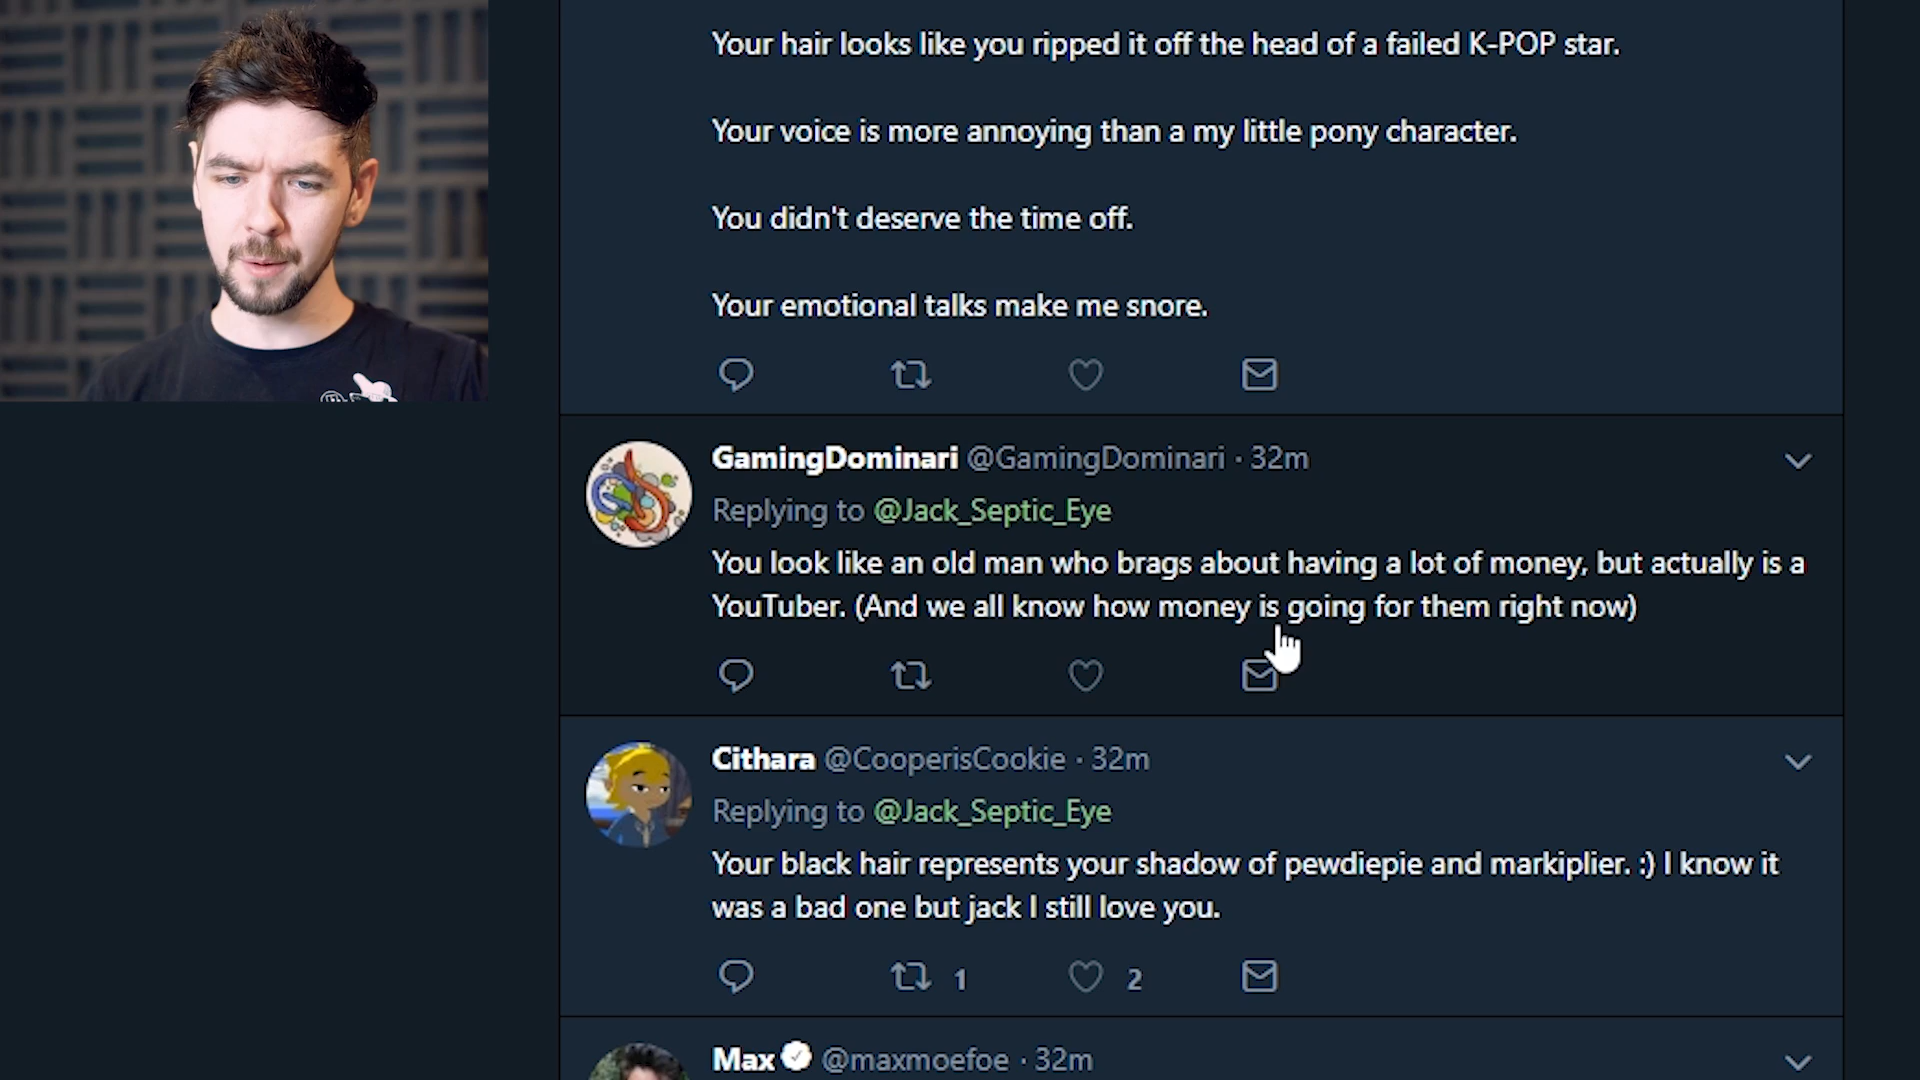 Your hair looks like you ripped it off the head of a failed K-POP star.
Your voice is more annoying than a my little pony character.
You didn't deserve the time off.
Your emotional talks make me snore.
GamingDominari @GamingDominari · 32m
Replying to @Jack_Septic_Eye
You look like an old man who brags about having a lot of money, but actually is a
YouTuber. (And we all know how money is going for them right now)
Cithara @CooperisCookie · 32m
Replying to @Jack_Septic_Eye
Your black hair represents your shadow of pewdiepie and markiplier. :) I know it
was a bad one but jack I still love you.
1 2
Max @maxmoefoe · 32m